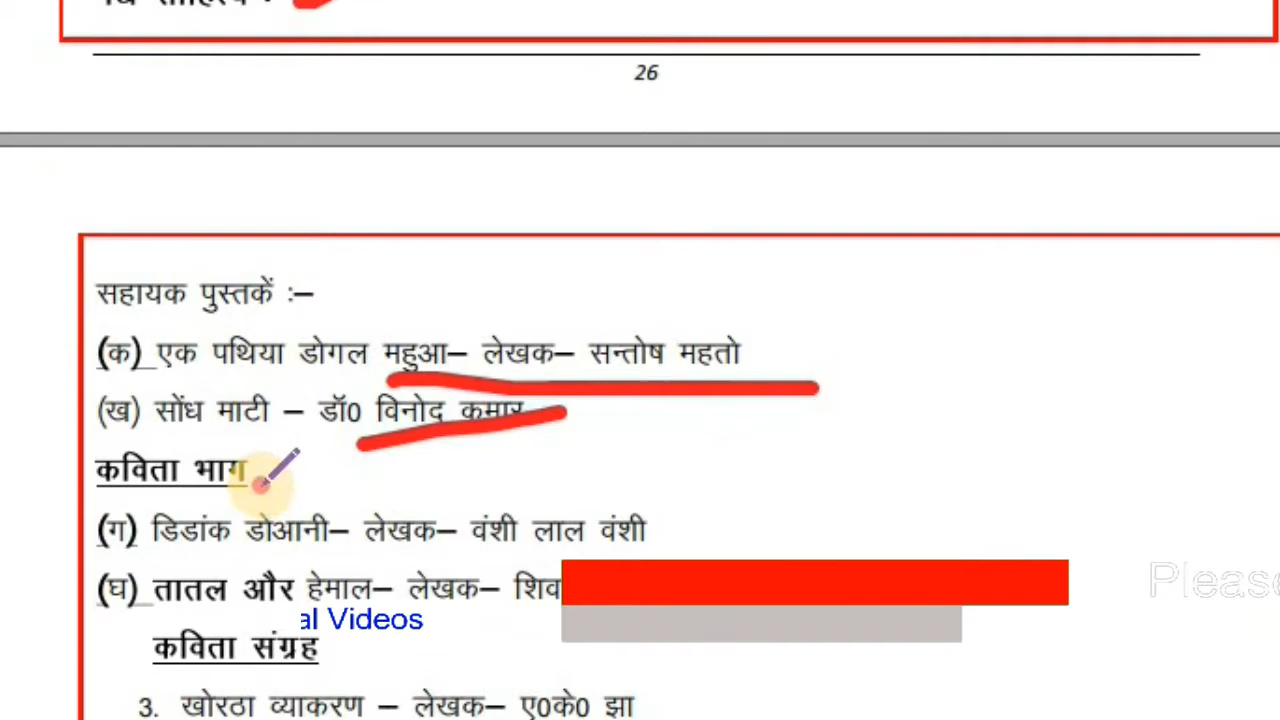 26
सहायक पुस्तकें :–
(क) एक पथिया डोगल महुआ– लेखक– सन्तोष महतो
(ख) सोंध माटी – डॉ0 विनोद कुमार
कविता भाग
(ग) डिडांक डोआनी– लेखक– वंशी लाल वंशी
(घ) तातल और हेमाल– लेखक– शिव
al Videos
Please
कविता संग्रह
3. खोरठा व्याकरण – लेखक– ए0के0 झा